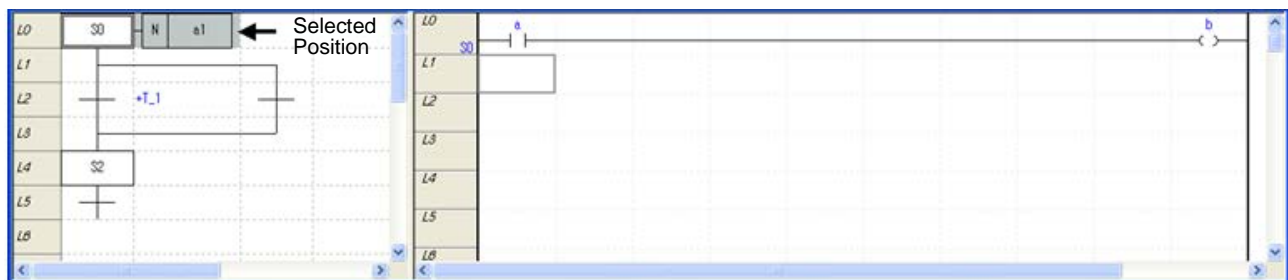 L0 S0 N a1 Selected
Position
L1
L2 +T_1
L3
L4 S2
L5
L6
L0 a b
S0
L1
L2
L3
L4
L5
L6